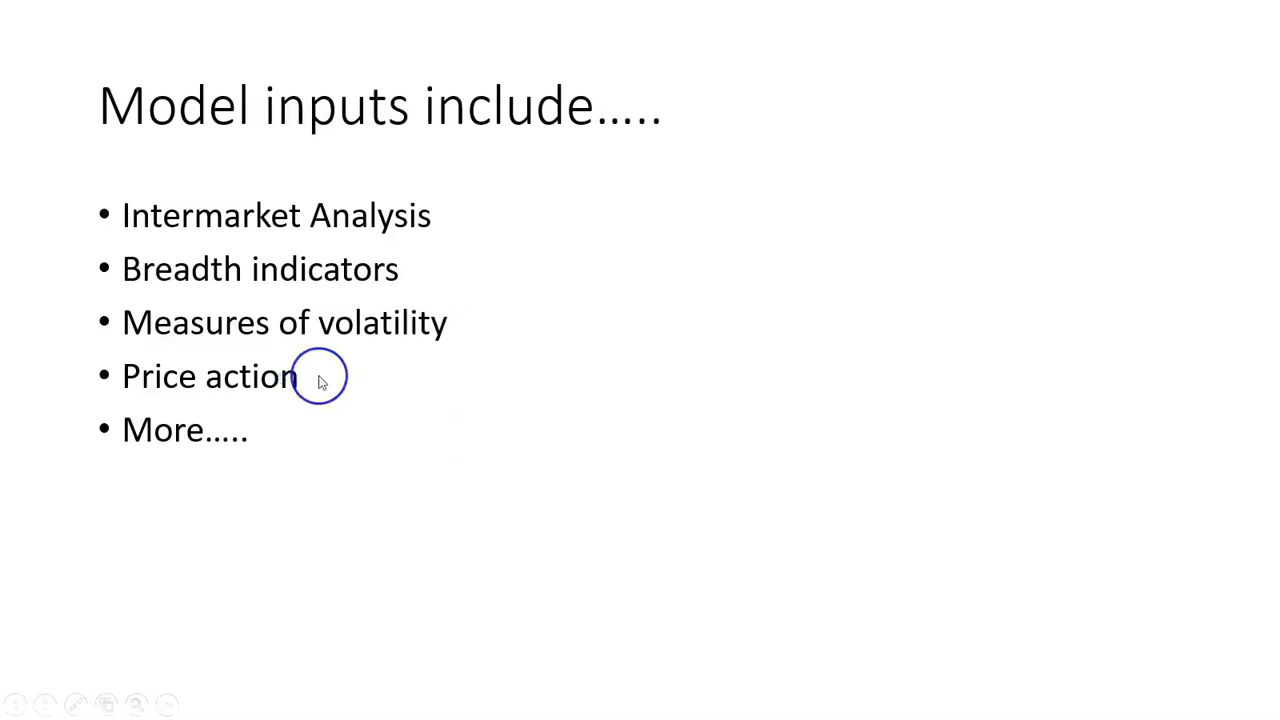 Model inputs include…..
• Intermarket Analysis
• Breadth indicators
• Measures of volatility
• Price action
• More…..